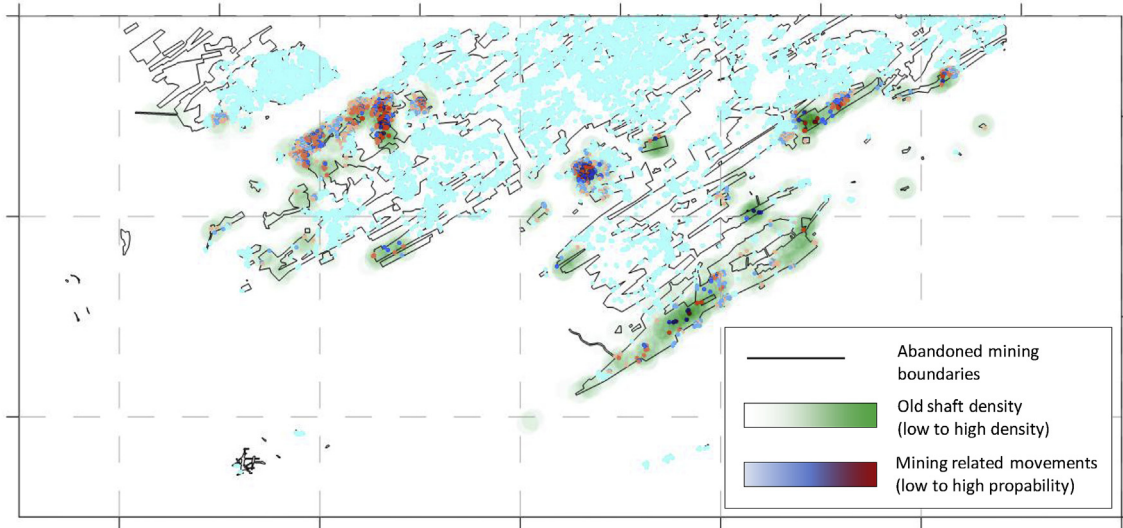 Abandoned mining
boundaries
Old shaft density
(low to high density)
Mining related movements
(low to high propability)